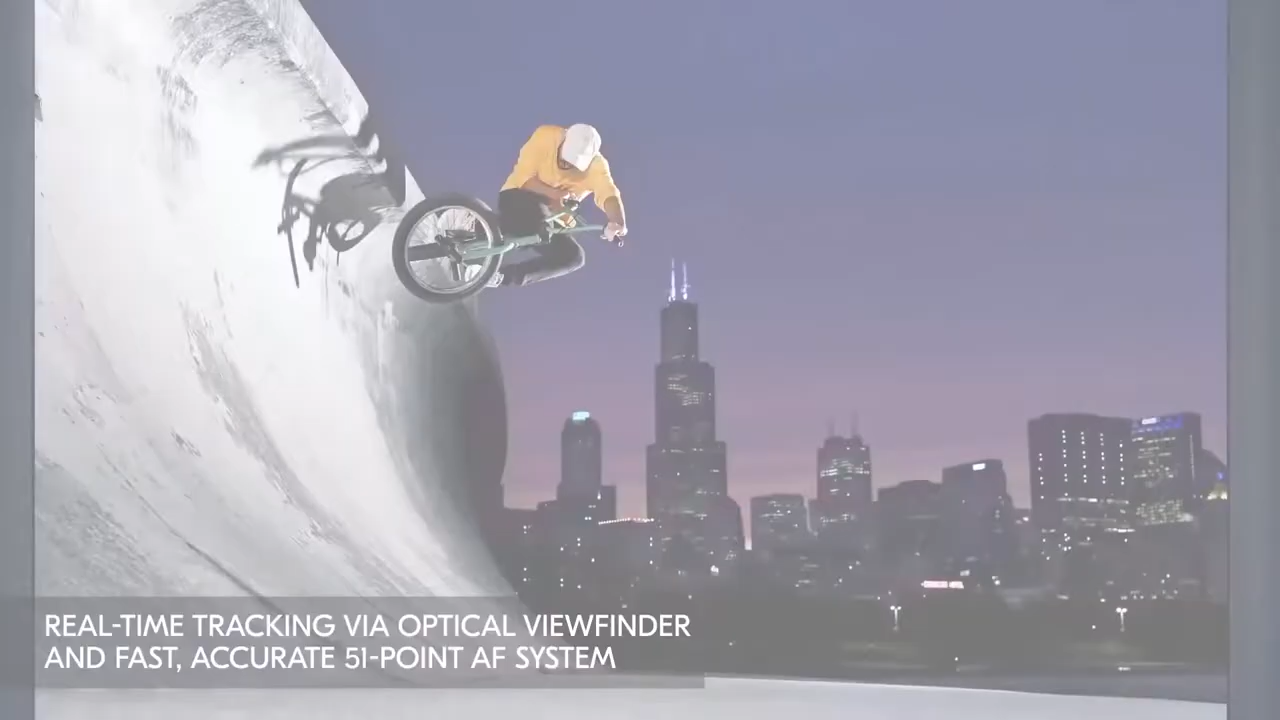 REAL-TIME TRACKING VIA OPTICAL VIEWFINDER
AND FAST, ACCURATE 51-POINT AF SYSTEM